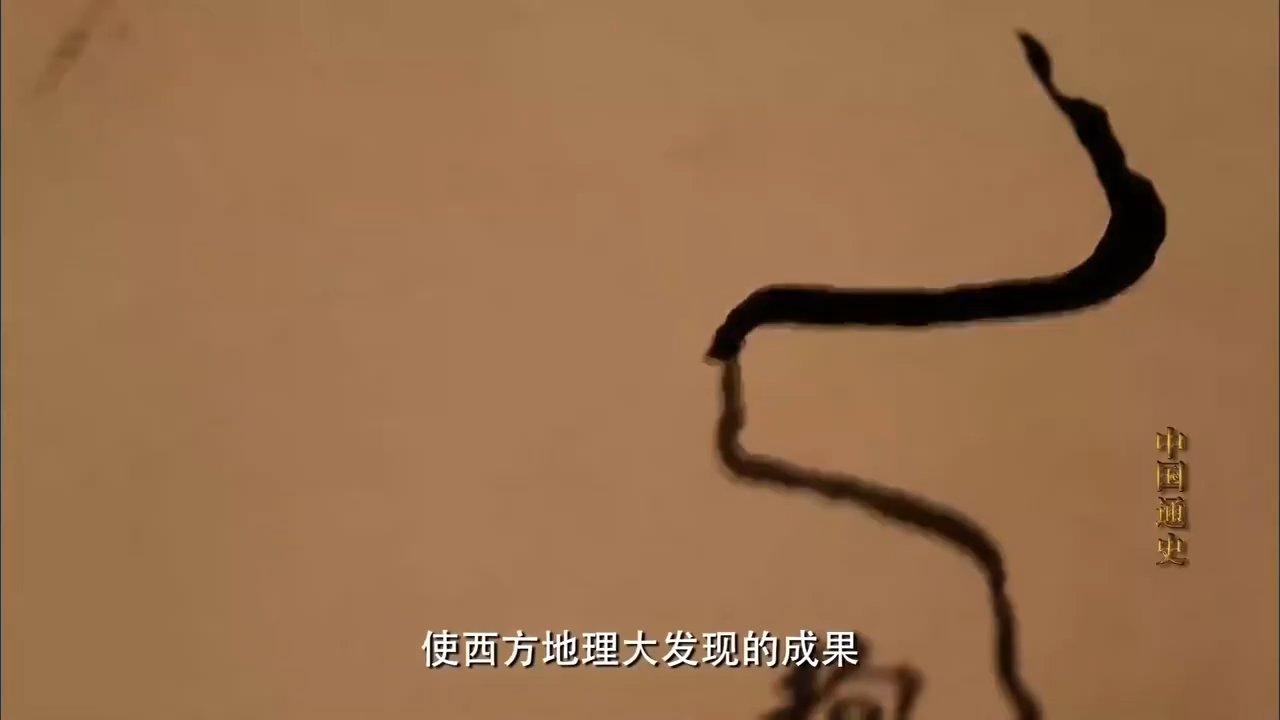 中国通史
使西方地理大发现的成果